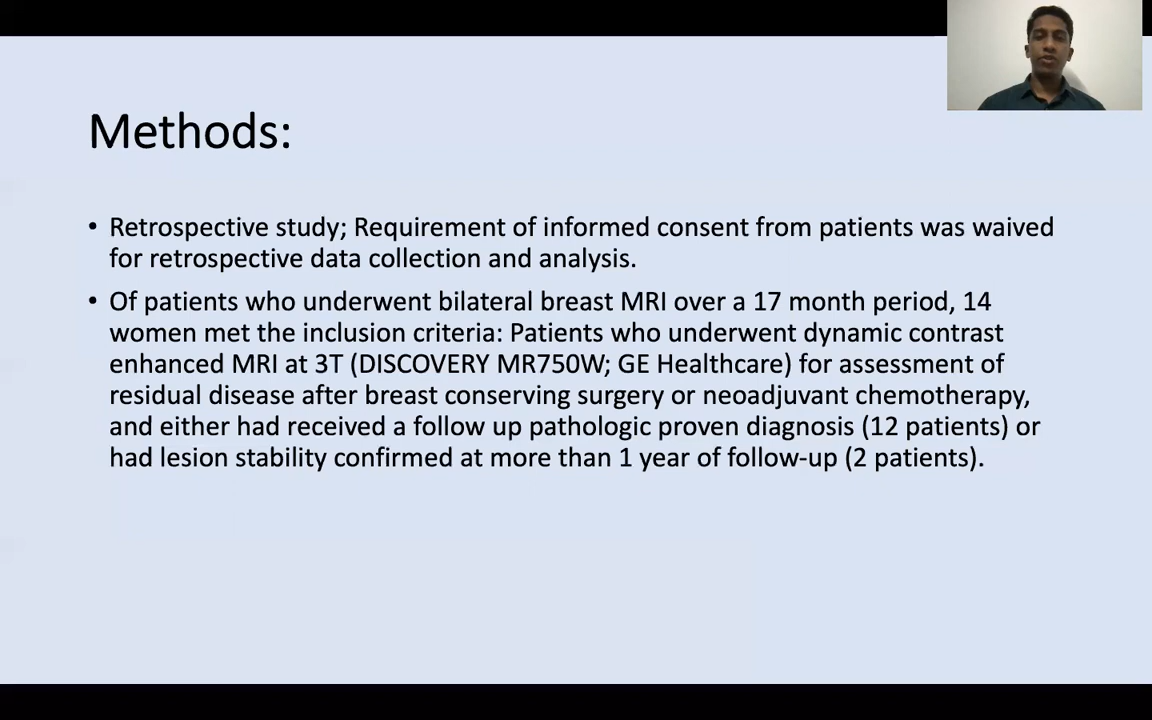 Methods:
• Retrospective study; Requirement of informed consent from patients was waived
for retrospective data collection and analysis.
• Of patients who underwent bilateral breast MRI over a 17 month period, 14
women met the inclusion criteria: Patients who underwent dynamic contrast
enhanced MRI at 3T (DISCOVERY MR750W; GE Healthcare) for assessment of
residual disease after breast conserving surgery or neoadjuvant chemotherapy,
and either had received a follow up pathologic proven diagnosis (12 patients) or
had lesion stability confirmed at more than 1 year of follow-up (2 patients).